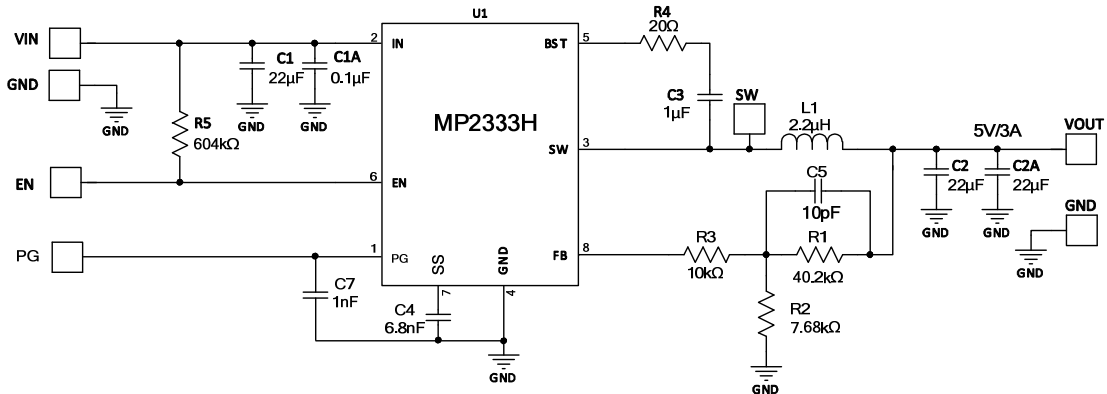 U1
R4
20Ω
VIN
2
IN
BST
5
C1
22µF
C1A
0.1µF
GND
GND
GND
GND
R5
604kΩ
C3
1µF
SW
L1
2.2µH
MP2333H
5V/3A
VOUT
SW
3
EN
6
EN
C5
10pF
C2
22µF
C2A
22µF
GND
GND
GND
GND
PG
1
PG
FB
8
R3
10kΩ
R1
40.2kΩ
SS
GND
7
4
C7
1nF
C4
6.8nF
R2
7.68kΩ
GND
GND